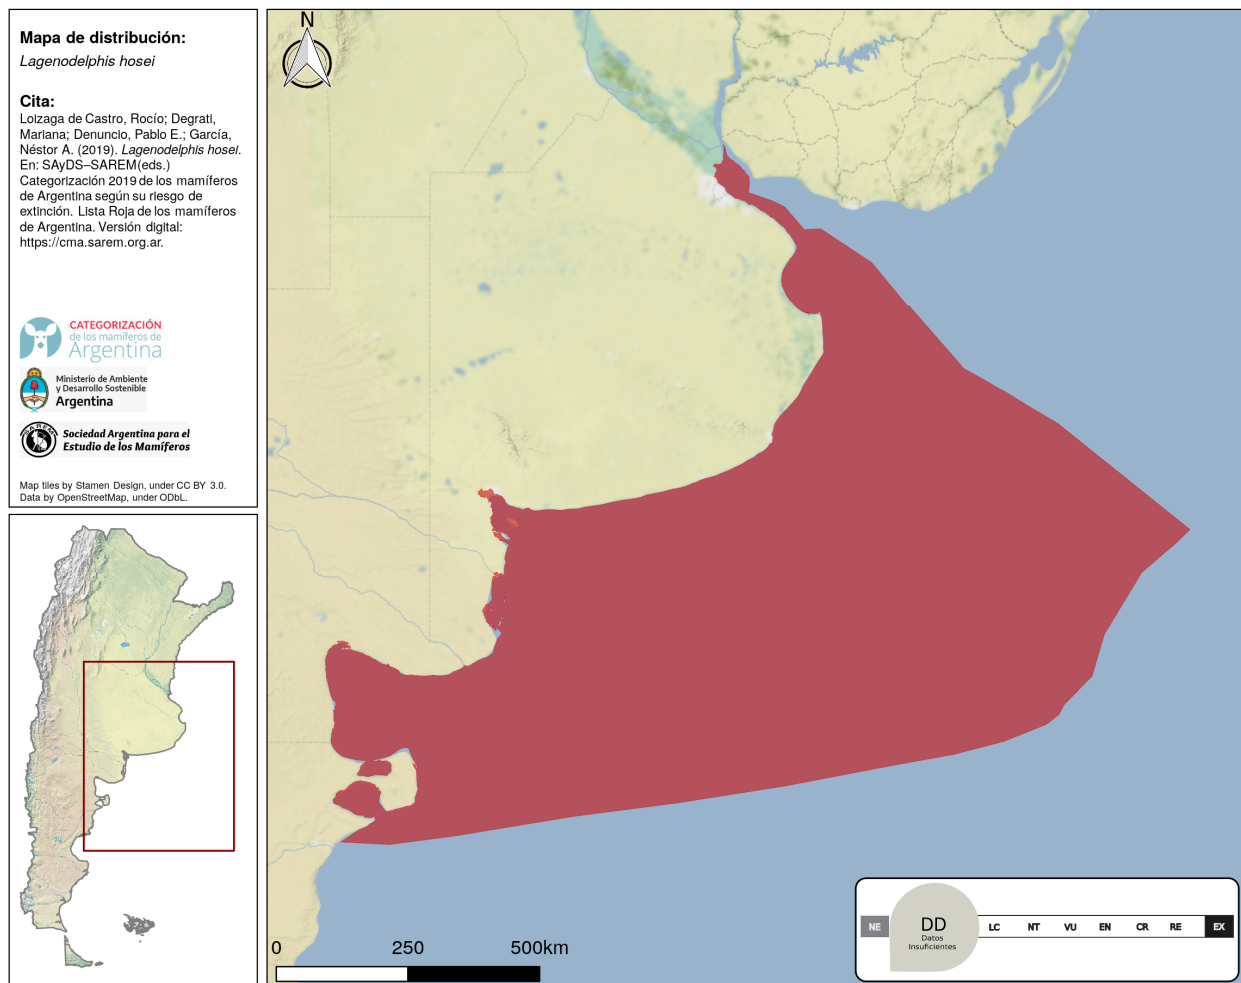 Mapa de distribución:
Lagenodelphis hosei
Cita:
Loizaga de Castro, Rocío; Degrati,
Mariana; Denuncio, Pablo E.; García,
Néstor A. (2019). Lagenodelphis hosei.
En: SAyDS–SAREM(eds.)
Categorización 2019 de los mamíferos
de Argentina según su riesgo de
extinción. Lista Roja de los mamíferos
de Argentina. Versión digital:
https://cma.sarem.org.ar.
CATEGORIZACIÓN
de los mamíferos de
Argentina
Ministerio de Ambiente
y Desarrollo Sostenible
Argentina
SAREM
Sociedad Argentina para el
Estudio de los Mamíferos
Map tiles by Stamen Design, under CC BY 3.0.
Data by OpenStreetMap, under ODbL.
N
0 250 500km
NE DD LC NT VU EN CR RE EX
Datos
Insuficientes